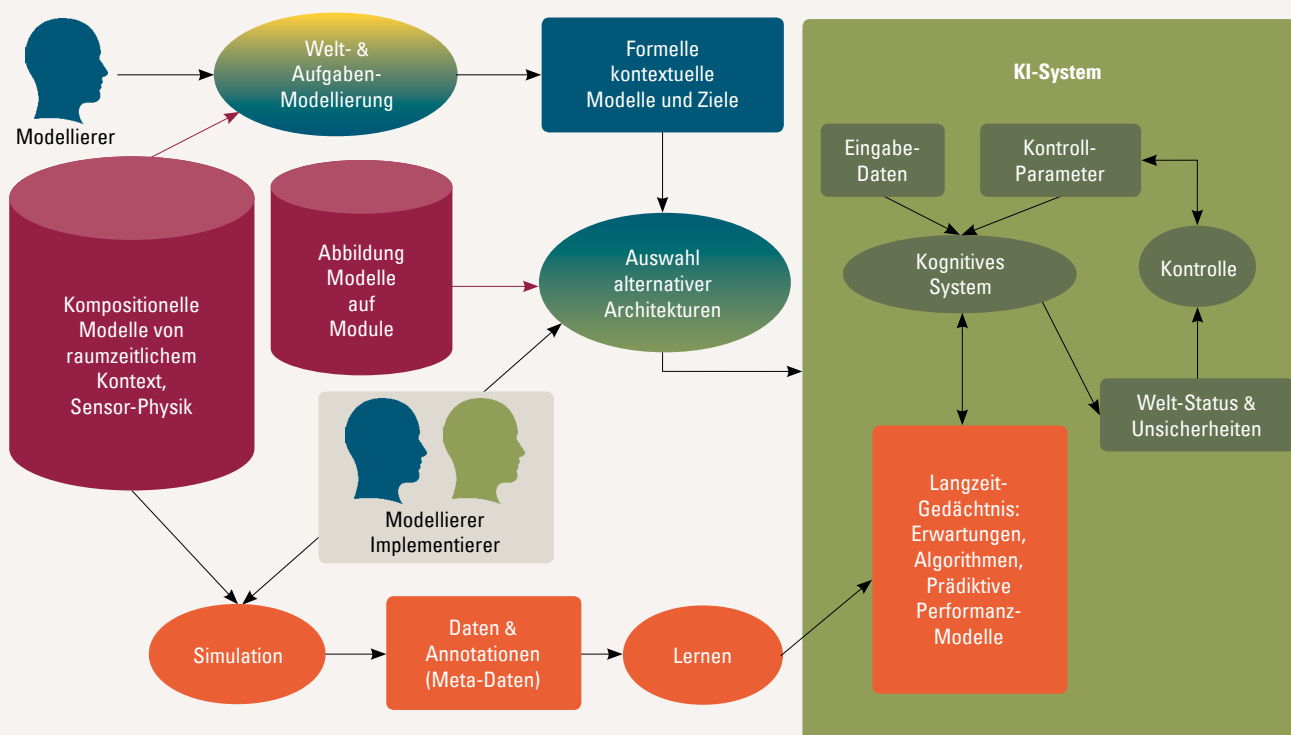 Modellierer
Welt- &
Aufgaben-
Modellierung
Formelle
kontextuelle
Modelle und Ziele
Kompositionelle
Modelle von
raumzeitlichem
Kontext,
Sensor-Physik
Abbildung
Modelle
auf
Module
Auswahl
alternativer
Architekturen
Modellierer
Implementierer
Simulation
Daten &
Annotationen
(Meta-Daten)
Lernen
KI-System
Eingabe-
Daten
Kontroll-
Parameter
Kognitives
System
Kontrolle
Welt-Status &
Unsicherheiten
Langzeit-
Gedächtnis:
Erwartungen,
Algorithmen,
Prädiktive
Performanz-
Modelle